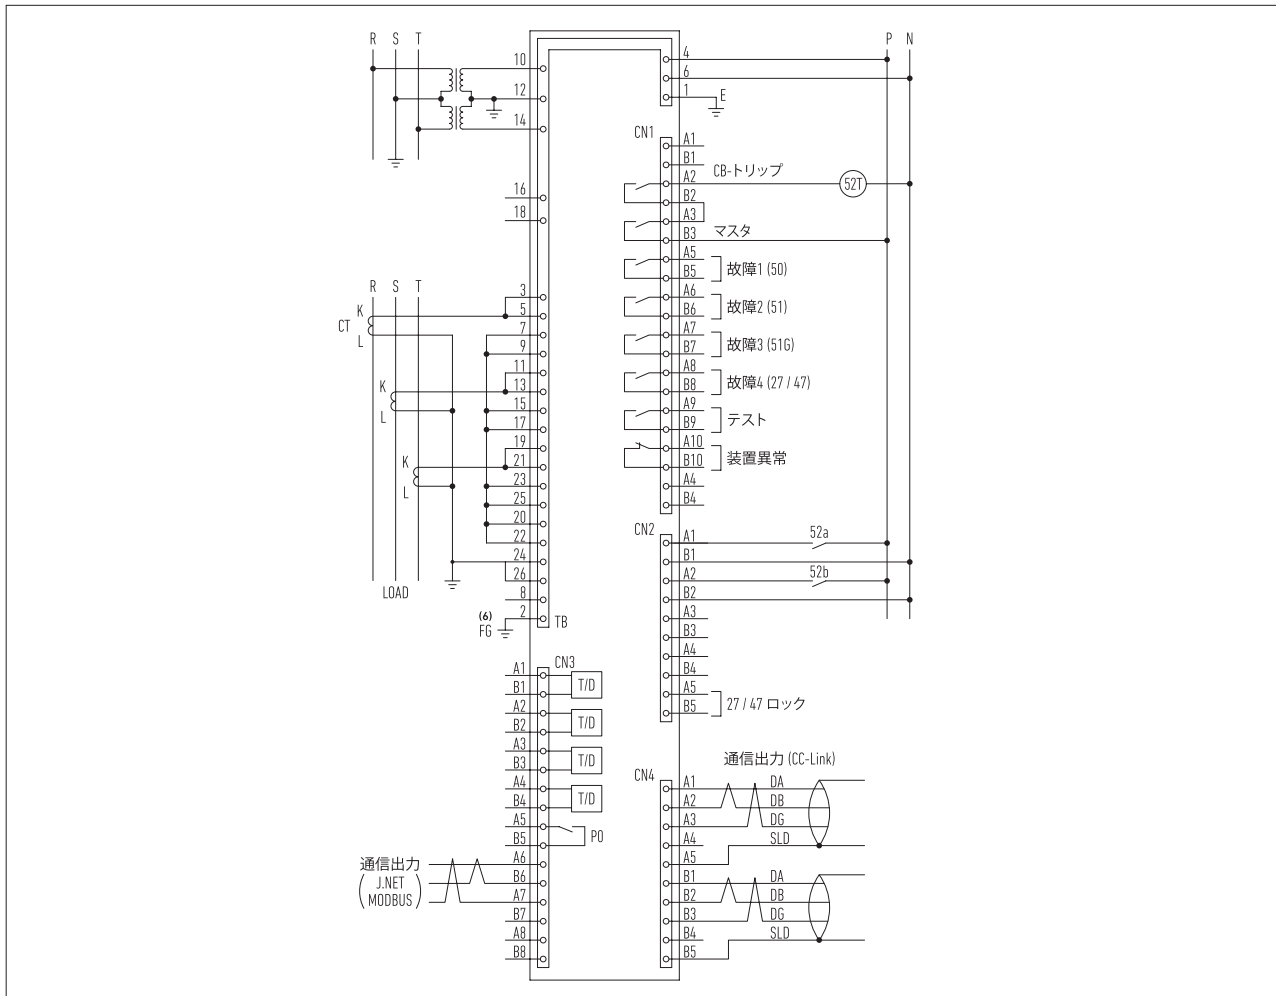 R S T
10
12
14
16
18
R S T
CT
K
L
K
L
K
L
3
5
7
9
11
13
15
17
19
21
23
25
20
22
24
26
8
2
LOAD
(6)
FG
TB
4
6
1
E
P N
CN1
A1
B1
A2
CB-トリップ
52T
B2
A3
B3
マスタ
A5
B5
故障1 (50)
A6
B6
故障2 (51)
A7
B7
故障3 (51G)
A8
B8
故障4 (27 / 47)
A9
B9
テスト
A10
B10
装置異常
A4
B4
CN2
A1
52a
B1
A2
52b
B2
A3
B3
A4
B4
A5
B5
27 / 47 ロック
CN3
A1
B1
T/D
A2
B2
T/D
A3
B3
T/D
A4
B4
T/D
A5
B5
PO
A6
B6
A7
B7
A8
B8
通信出力
(J.NET
MODBUS)
通信出力 (CC-Link)
CN4
A1
DA
A2
DB
A3
DG
A4
SLD
A5
B1
DA
B2
DB
B3
DG
B4
SLD
B5